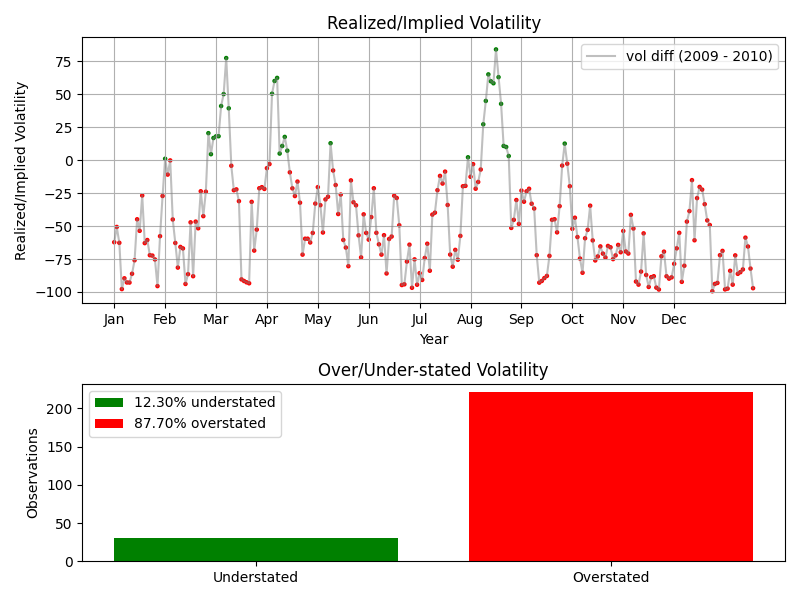 Realized/Implied Volatility
Realized/Implied Volatility
75
50
25
0
−25
−50
−75
−100
vol diff (2009 - 2010)
Jan Feb Mar Apr May Jun Jul Aug Sep Oct Nov Dec
Year
Over/Under-stated Volatility
Observations
200
150
100
50
0
12.30% understated
87.70% overstated
Understated Overstated